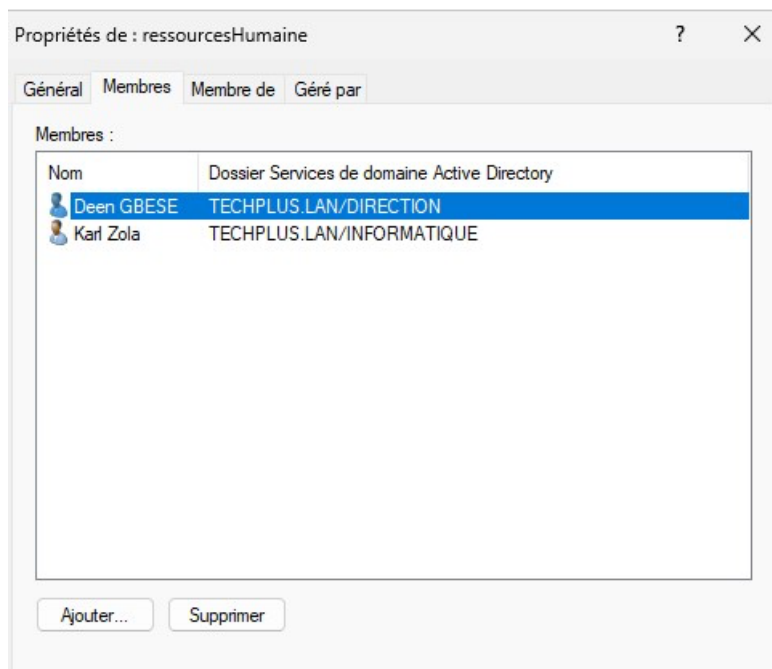 Propriétés de : ressourcesHumaine ? ×
Général Membres Membre de Géré par
Membres :
Nom Dossier Services de domaine Active Directory
Deen GBESE TECHPLUS.LAN/DIRECTION
Karl Zola TECHPLUS.LAN/INFORMATIQUE
Ajouter... Supprimer